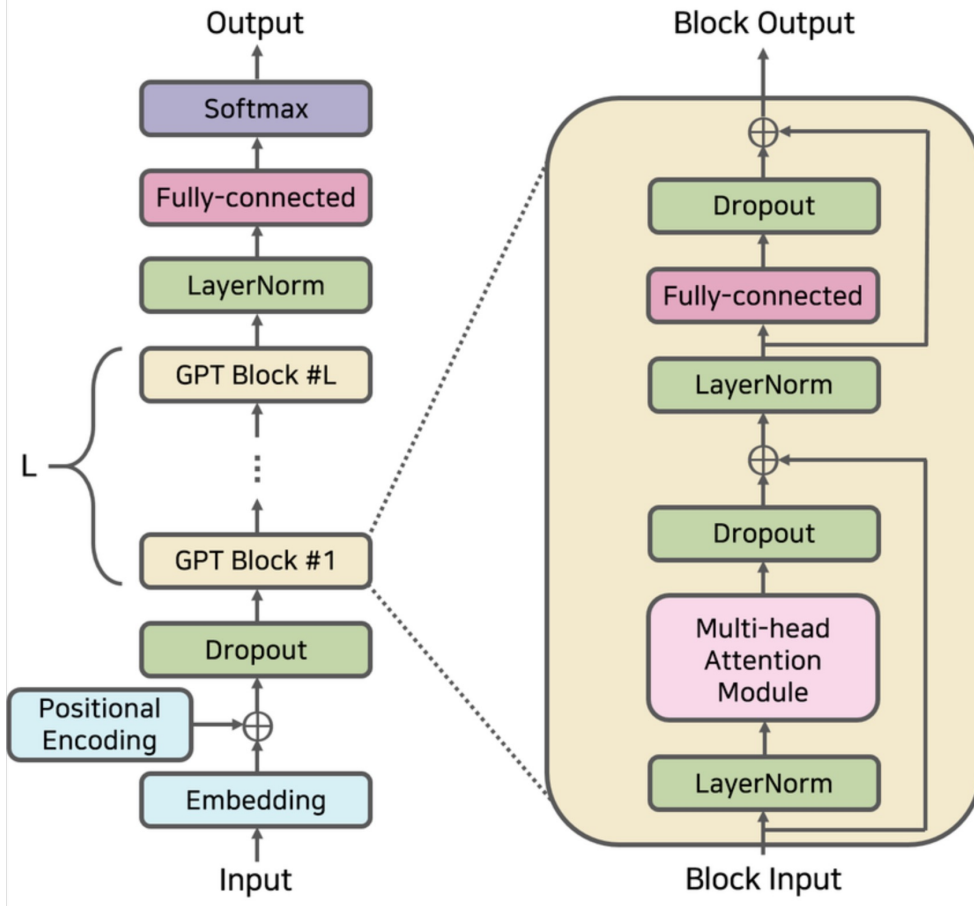 Output
Softmax
Fully-connected
LayerNorm
GPT Block #L
L
GPT Block #1
Dropout
Positional
Encoding
Embedding
Input
Block Output
Dropout
Fully-connected
LayerNorm
Dropout
Multi-head
Attention
Module
LayerNorm
Block Input